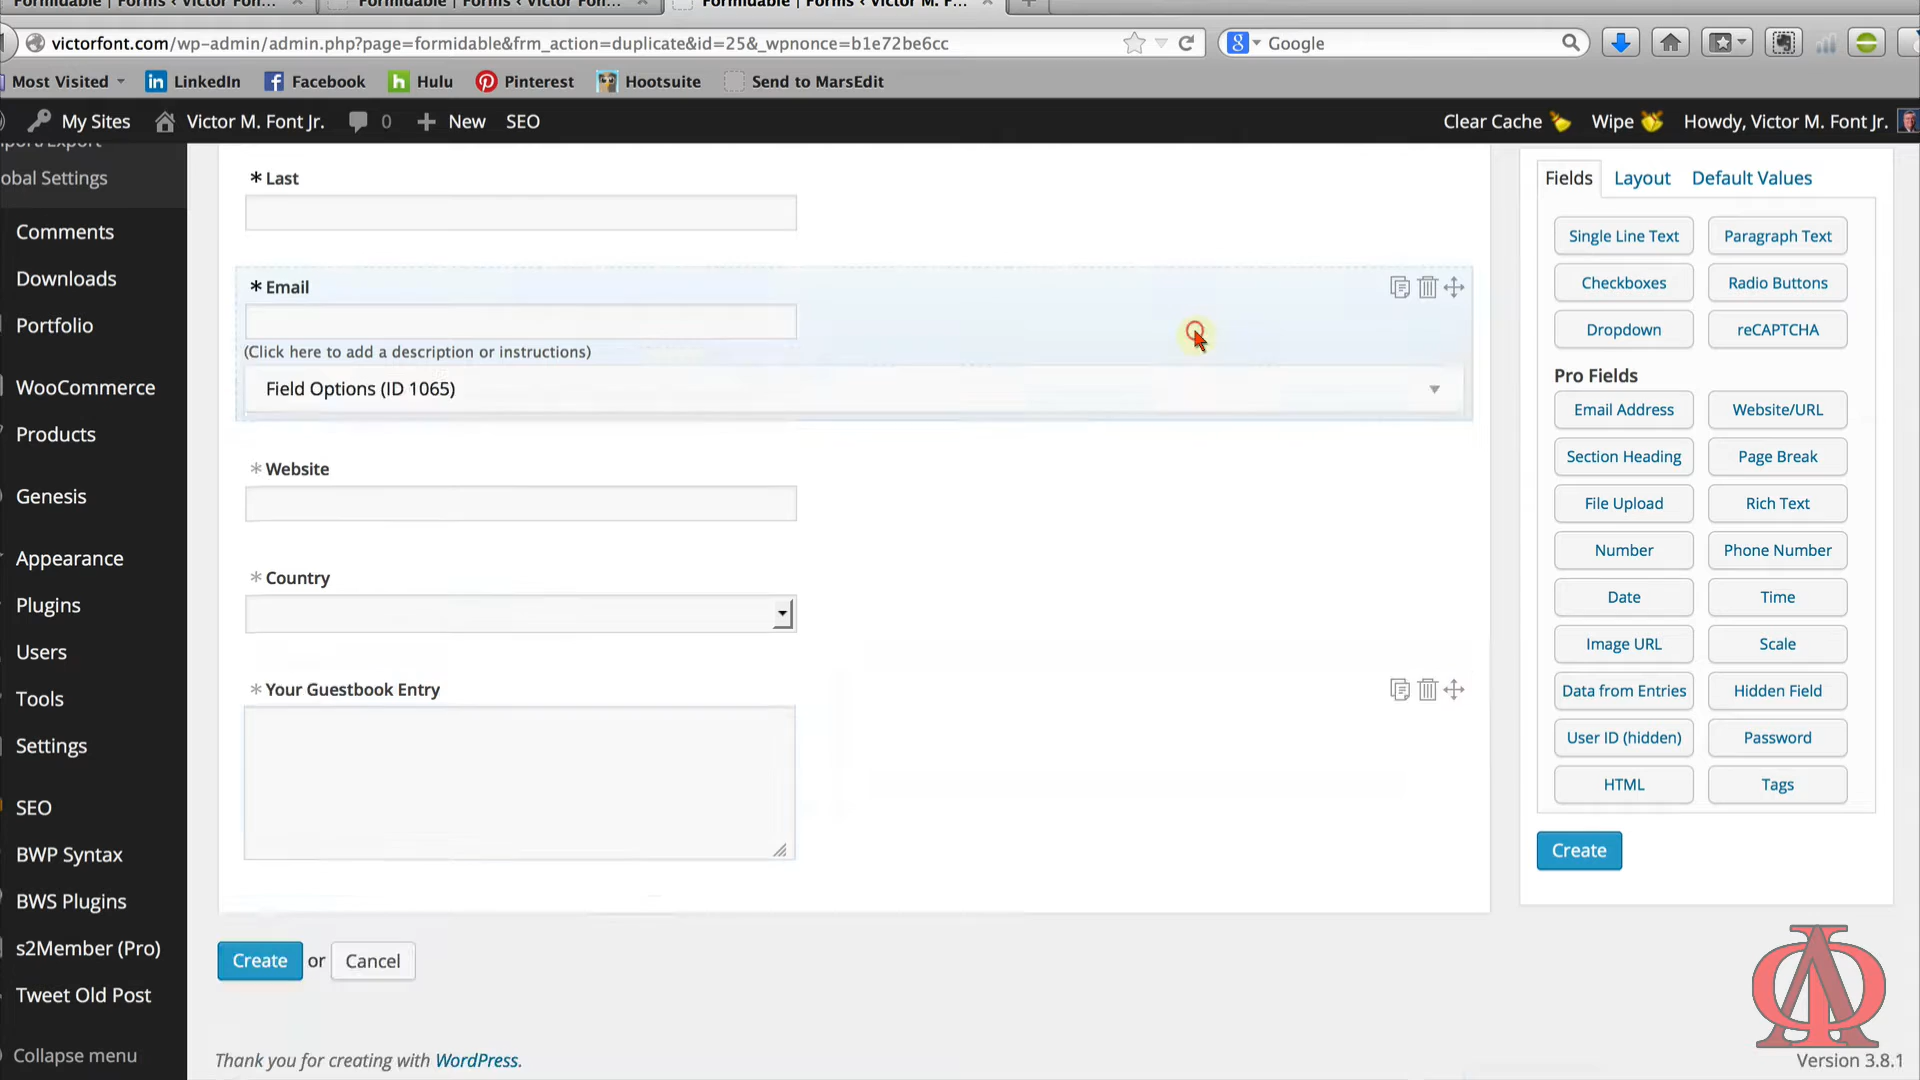 Formidable | Forms ‹ Victor Font...
Formidable | Forms ‹ Victor Fon...
Formidable | Forms ‹ Victor M. F...
victorfont.com/wp-admin/admin.php?page=formidable&frm_action=duplicate&id=25&_wpnonce=b1e72be6cc
Google
Most Visited LinkedIn Facebook Hulu Pinterest Hootsuite Send to MarsEdit
My Sites Victor M. Font Jr. 0 + New SEO Clear Cache Wipe Howdy, Victor M. Font Jr.
port/Export
obal Settings
Comments
Downloads
Portfolio
WooCommerce
Products
Genesis
Appearance
Plugins
Users
Tools
Settings
SEO
BWP Syntax
BWS Plugins
s2Member (Pro)
Tweet Old Post
Collapse menu
* Last
* Email
(Click here to add a description or instructions)
Field Options (ID 1065)
* Website
* Country
* Your Guestbook Entry
Create or Cancel
Thank you for creating with WordPress.
Fields Layout Default Values
Single Line Text Paragraph Text
Checkboxes Radio Buttons
Dropdown reCAPTCHA
Pro Fields
Email Address Website/URL
Section Heading Page Break
File Upload Rich Text
Number Phone Number
Date Time
Image URL Scale
Data from Entries Hidden Field
User ID (hidden) Password
HTML Tags
Create
Version 3.8.1